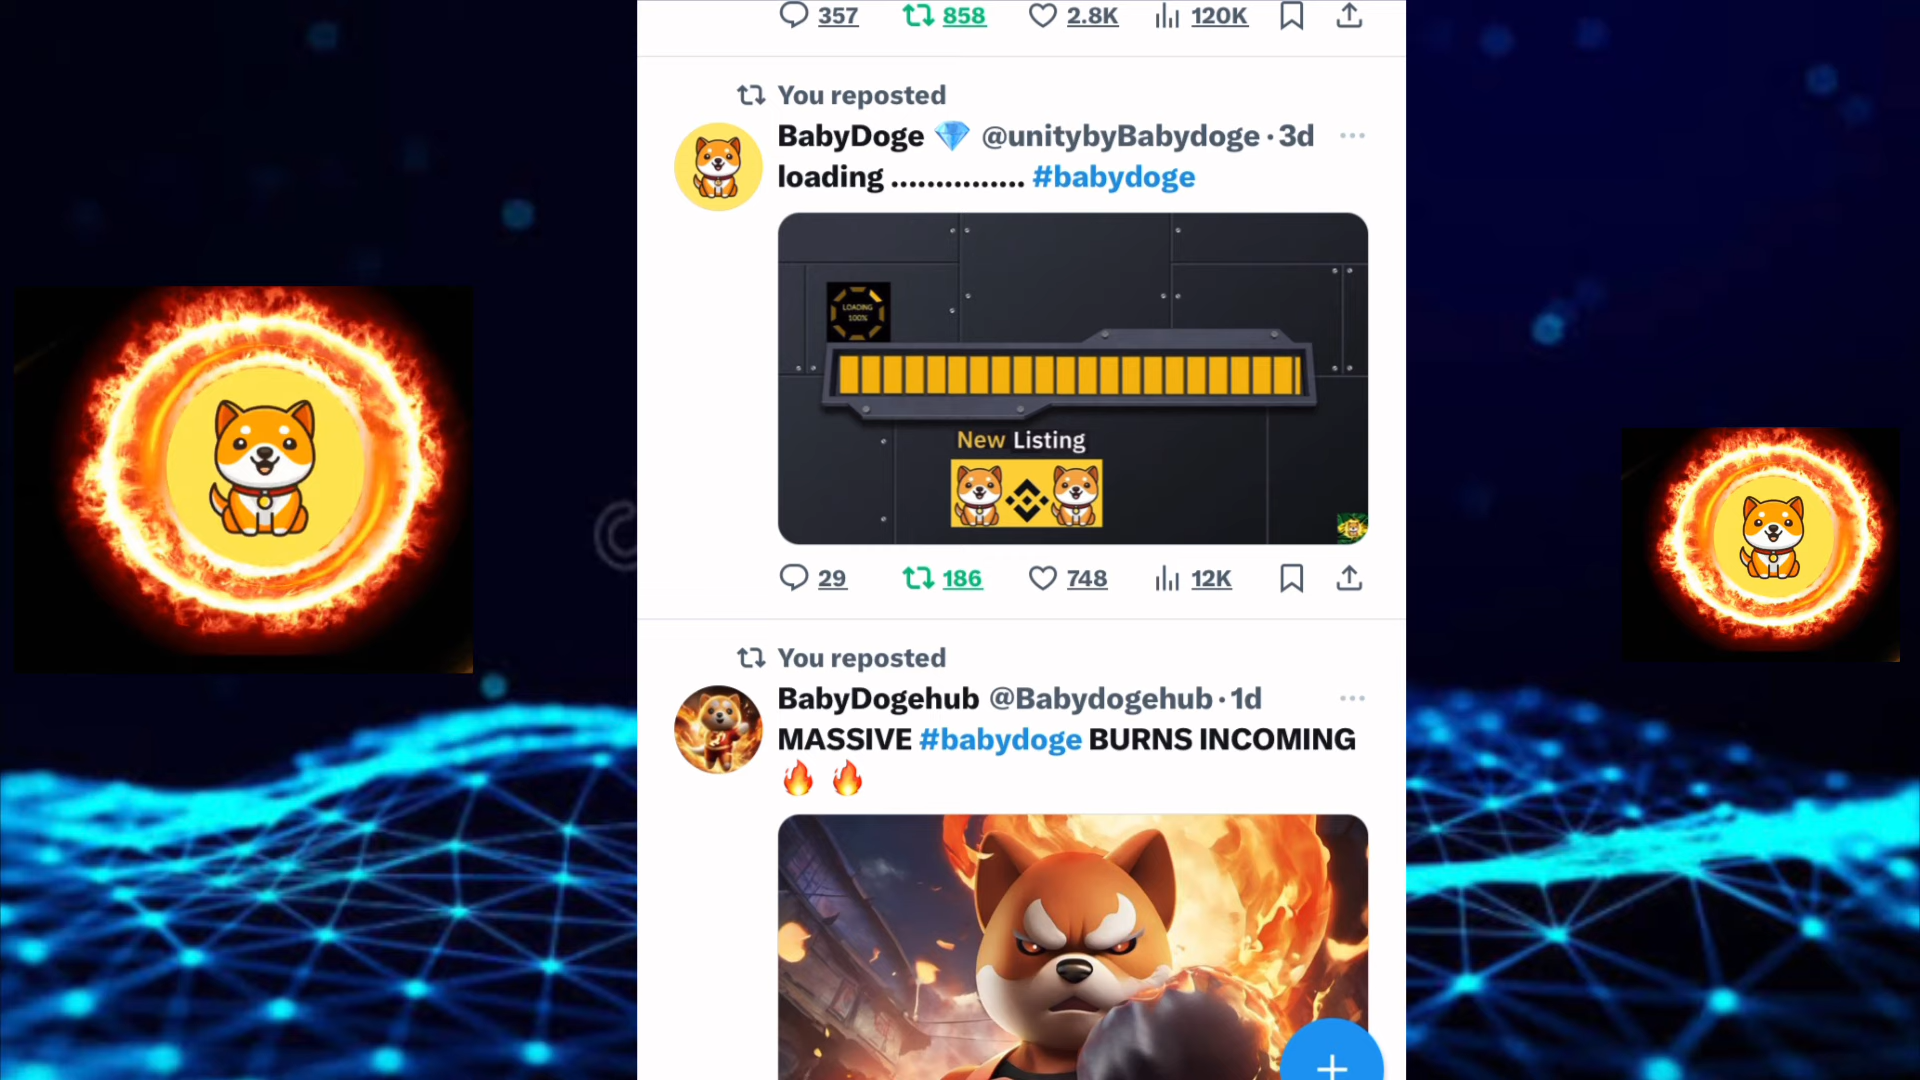 357 858 2.8K 120K
You reposted
BabyDoge 💎 @unitybyBabydoge · 3d
loading ............... #babydoge
LOADING
100%
New Listing
29 186 748 12K
You reposted
BabyDogehub @Babydogehub · 1d
MASSIVE #babydoge BURNS INCOMING
🔥 🔥